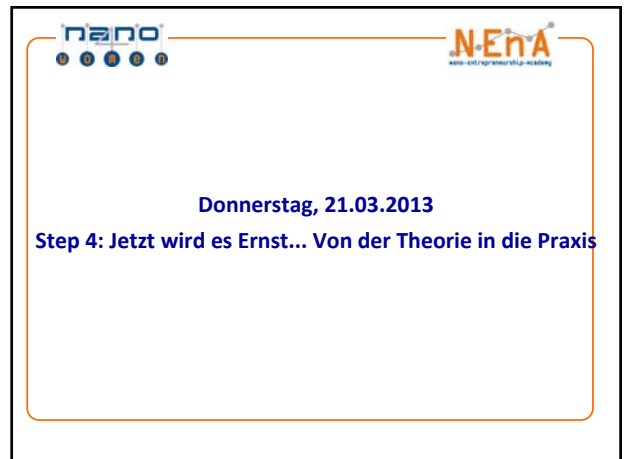 nano
women
N-EnA
nano-entrepreneurship-academy
Donnerstag, 21.03.2013
Step 4: Jetzt wird es Ernst... Von der Theorie in die Praxis